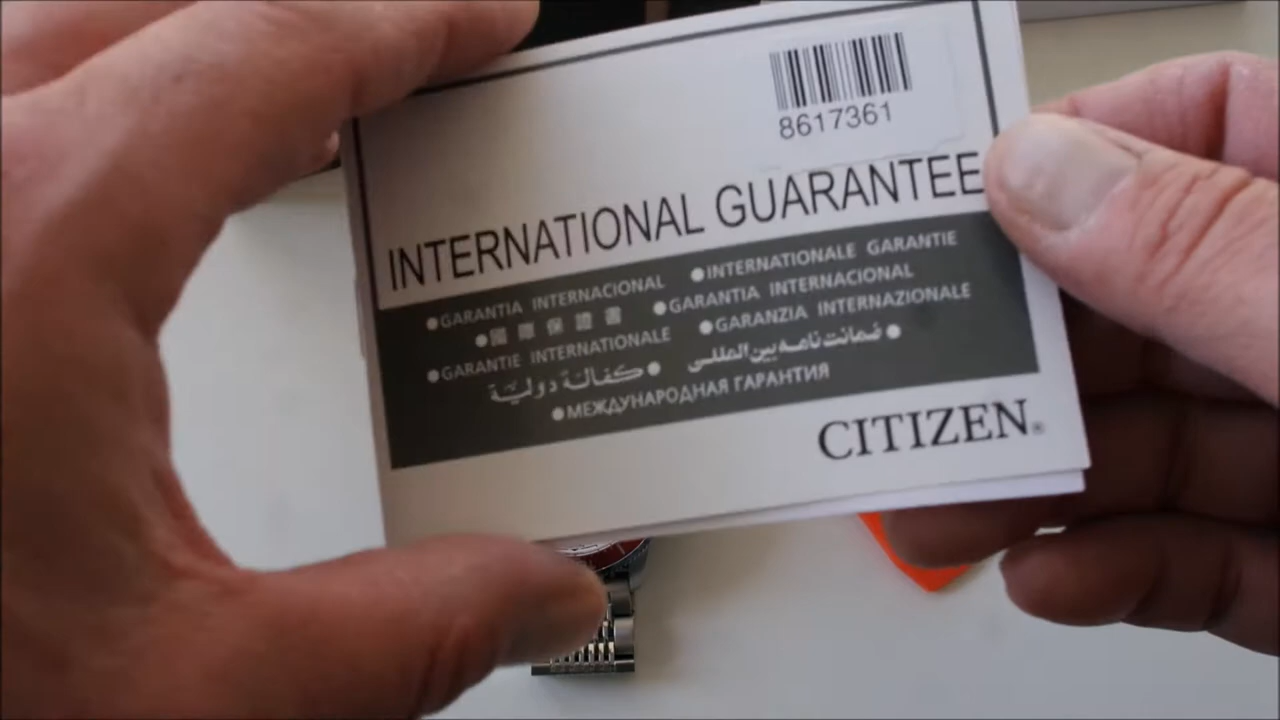 8617361
INTERNATIONAL GUARANTEE
●GARANTIA INTERNACIONAL ●INTERNATIONALE GARANTIE
●國際保證書 ●GARANTIA INTERNACIONAL
●GARANTIE INTERNATIONALE ●GARANZIA INTERNAZIONALE
كفالة دولية● ضمانت نامه بين المللى●
●МЕЖДУНАРОДНАЯ ГАРАНТИЯ
CITIZEN®